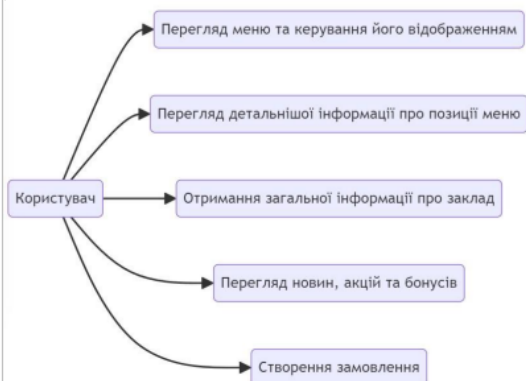 Перегляд меню та керування його відображенням
Перегляд детальнішої інформації про позиції меню
Користувач
Отримання загальної інформації про заклад
Перегляд новин, акцій та бонусів
Створення замовлення